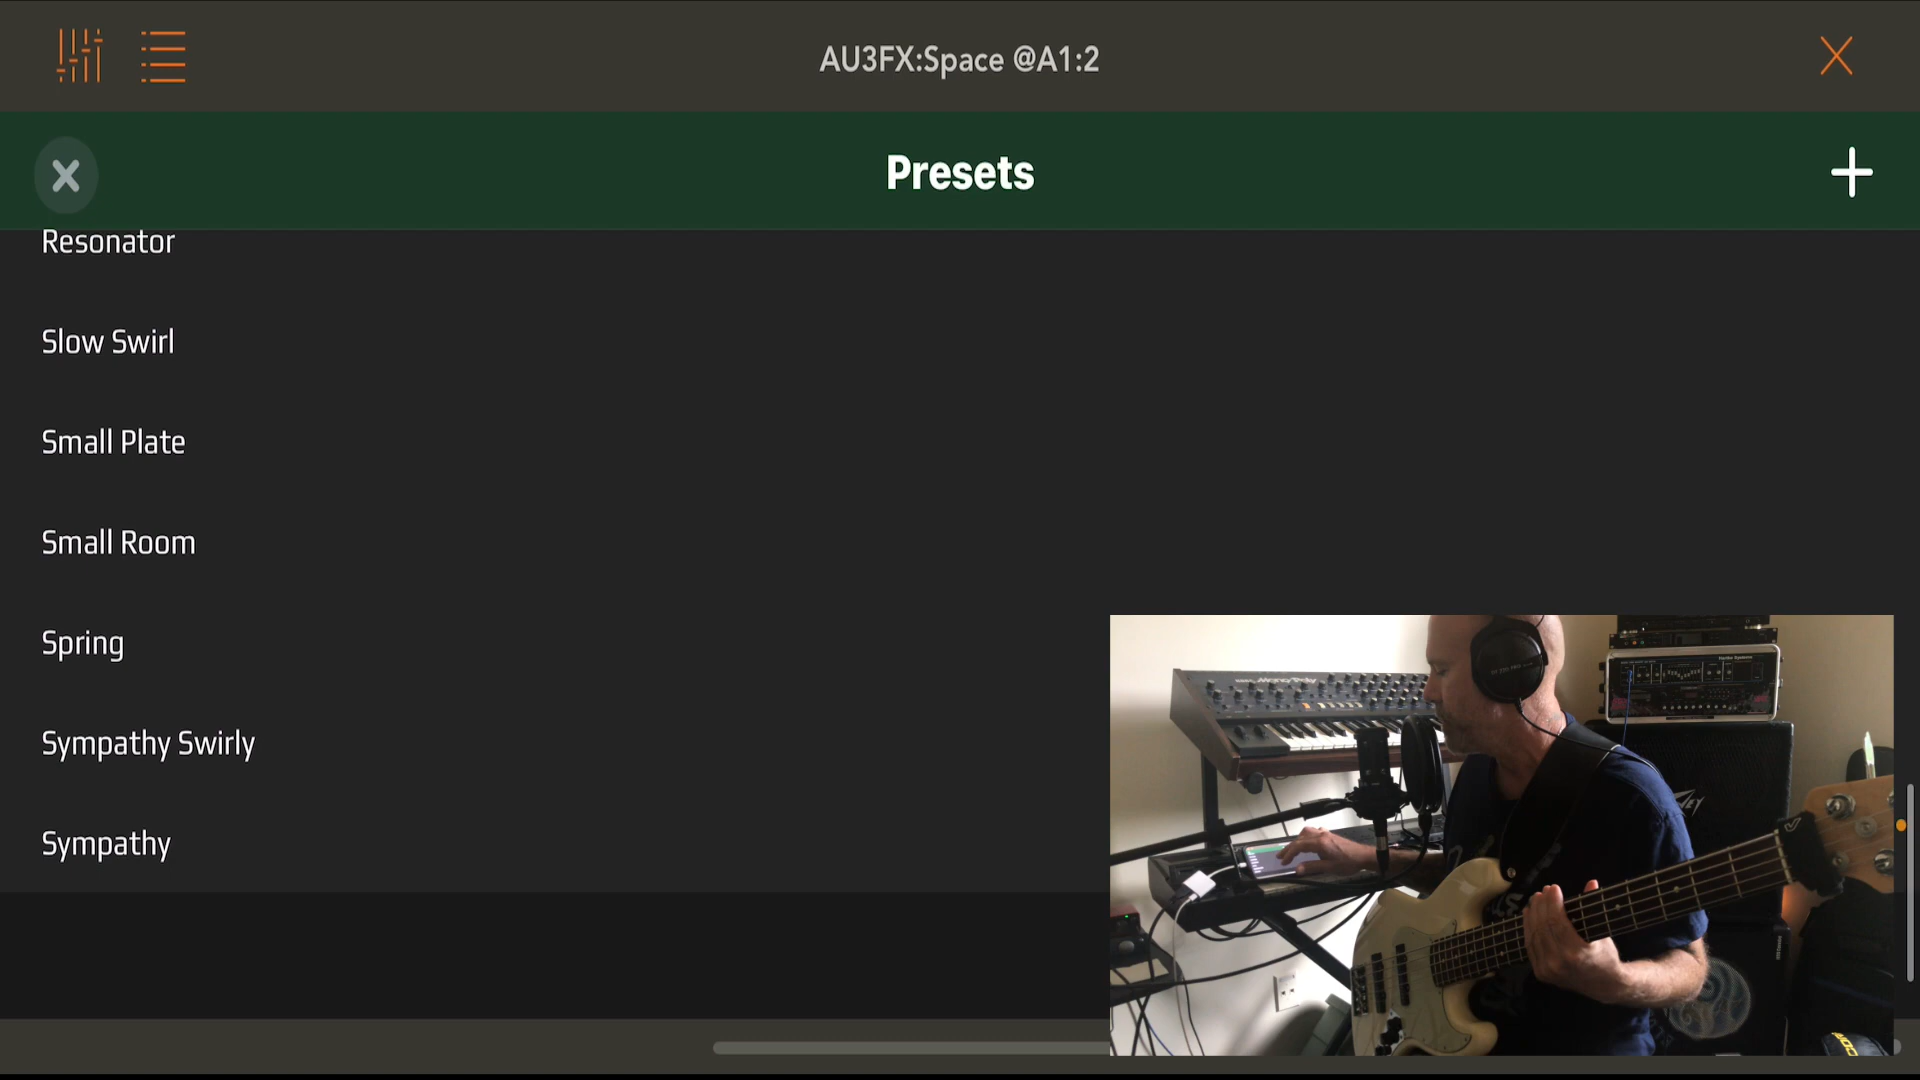 AU3FX:Space @A1:2
Presets
Resonator
Slow Swirl
Small Plate
Small Room
Spring
Sympathy Swirly
Sympathy